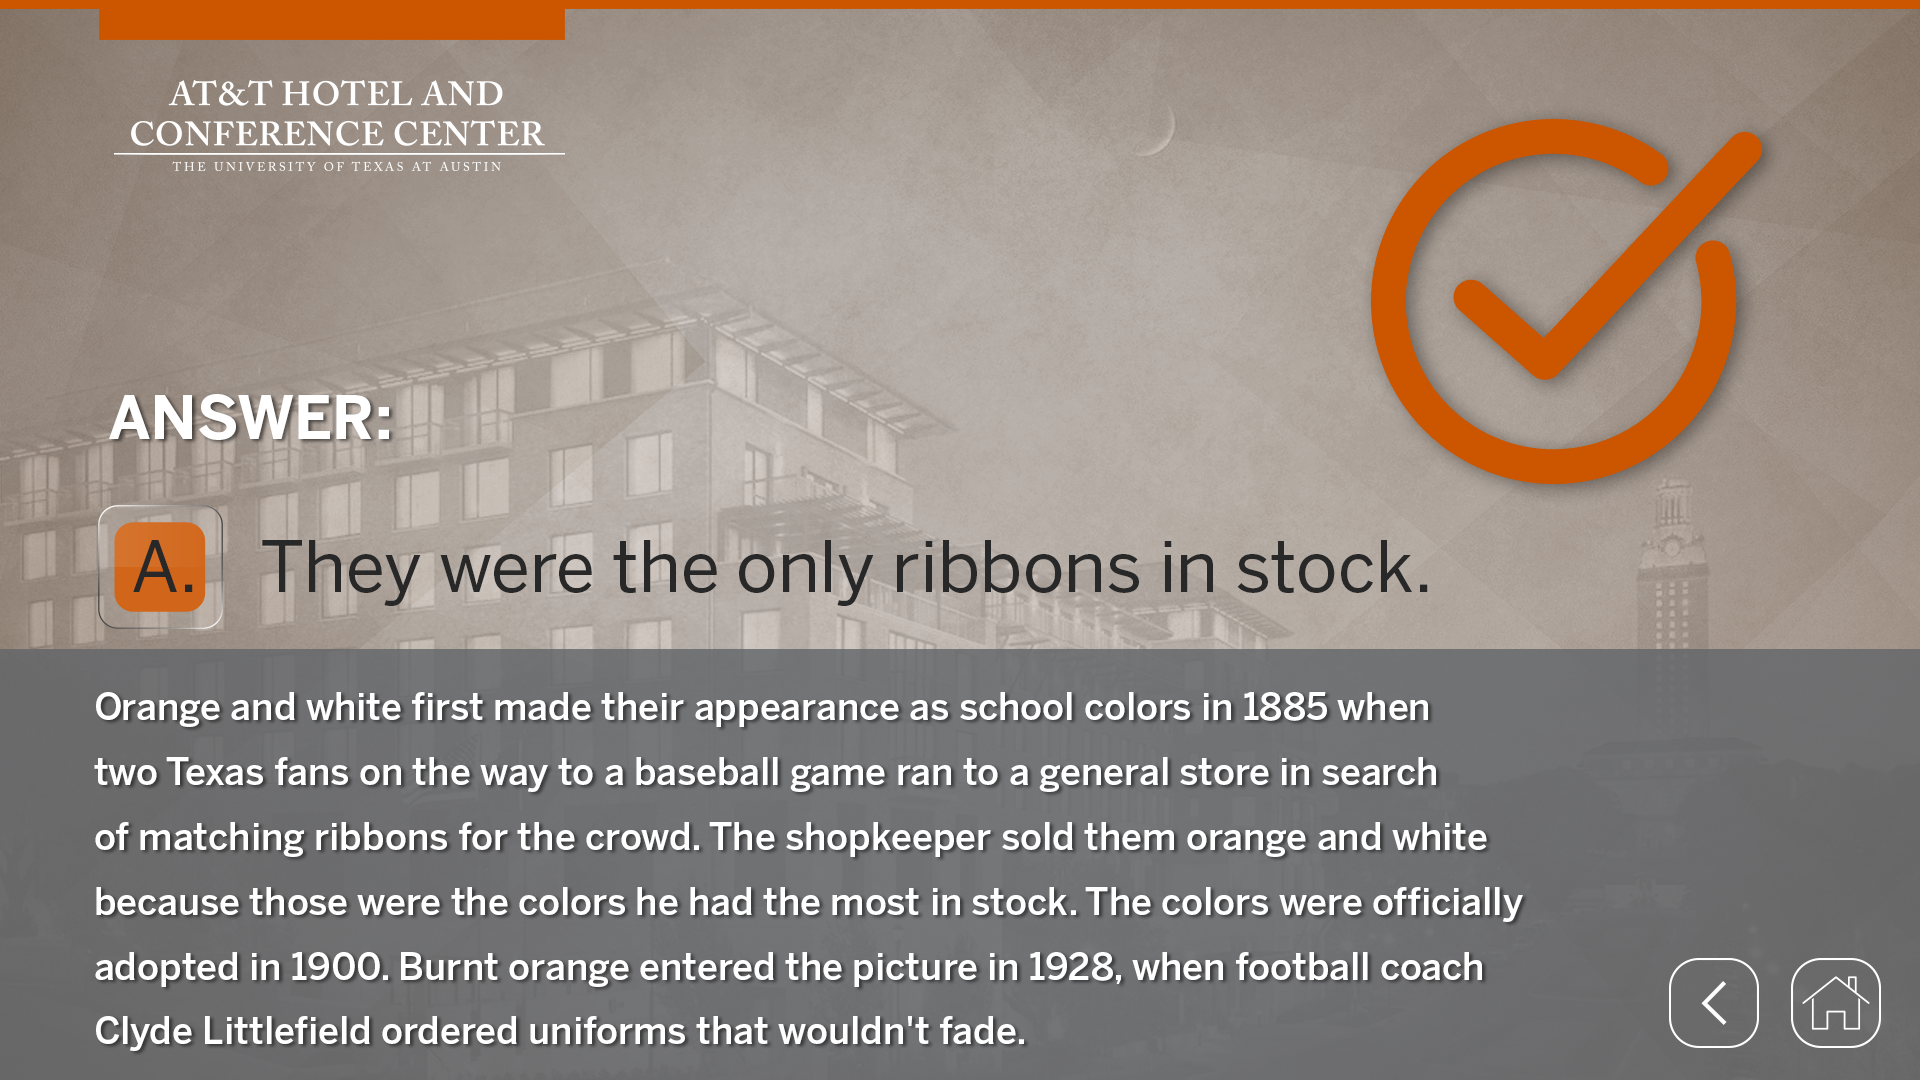 AT&T HOTEL AND
CONFERENCE CENTER
THE UNIVERSITY OF TEXAS AT AUSTIN
ANSWER:
A. They were the only ribbons in stock.
Orange and white first made their appearance as school colors in 1885 when
two Texas fans on the way to a baseball game ran to a general store in search
of matching ribbons for the crowd. The shopkeeper sold them orange and white
because those were the colors he had the most in stock. The colors were officially
adopted in 1900. Burnt orange entered the picture in 1928, when football coach
Clyde Littlefield ordered uniforms that wouldn't fade.